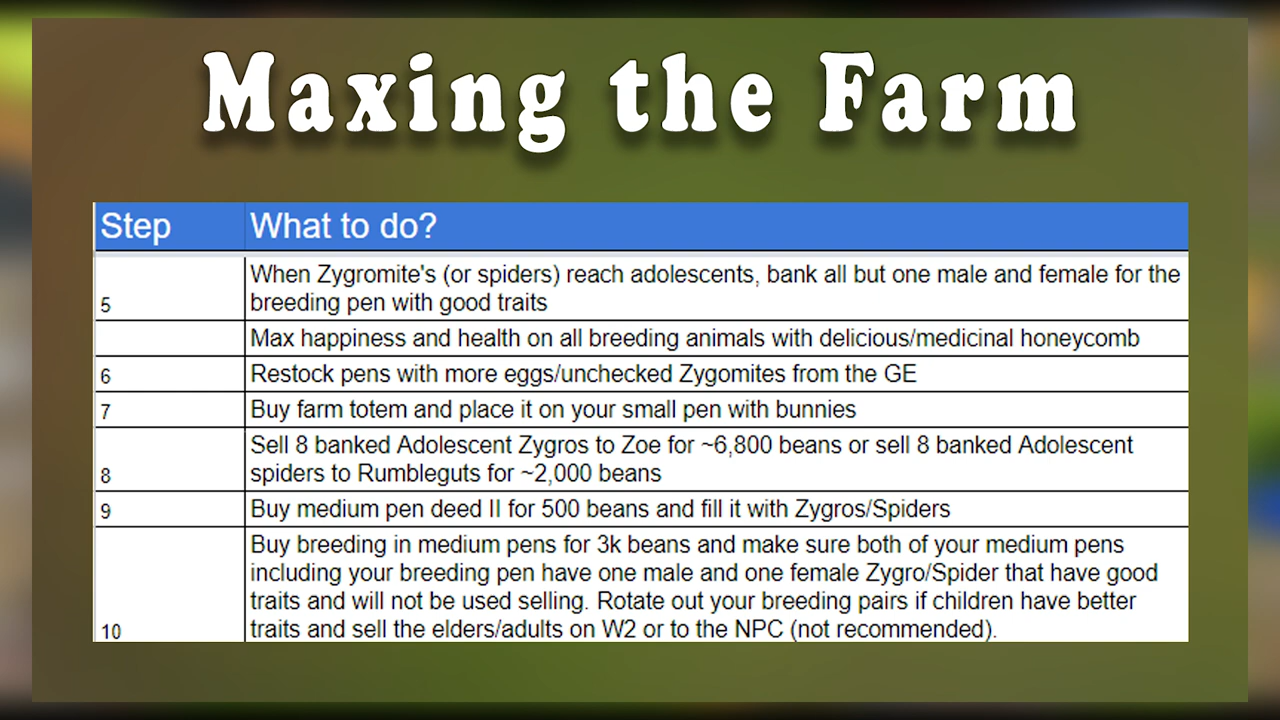 Maxing the Farm
Step What to do?
When Zygromite's (or spiders) reach adolescents, bank all but one male and female for the
5 breeding pen with good traits
Max happiness and health on all breeding animals with delicious/medicinal honeycomb
6 Restock pens with more eggs/unchecked Zygomites from the GE
7 Buy farm totem and place it on your small pen with bunnies
Sell 8 banked Adolescent Zygros to Zoe for ~6,800 beans or sell 8 banked Adolescent
8 spiders to Rumbleguts for ~2,000 beans
9 Buy medium pen deed II for 500 beans and fill it with Zygros/Spiders
Buy breeding in medium pens for 3k beans and make sure both of your medium pens
including your breeding pen have one male and one female Zygro/Spider that have good
traits and will not be used selling. Rotate out your breeding pairs if children have better
10 traits and sell the elders/adults on W2 or to the NPC (not recommended).